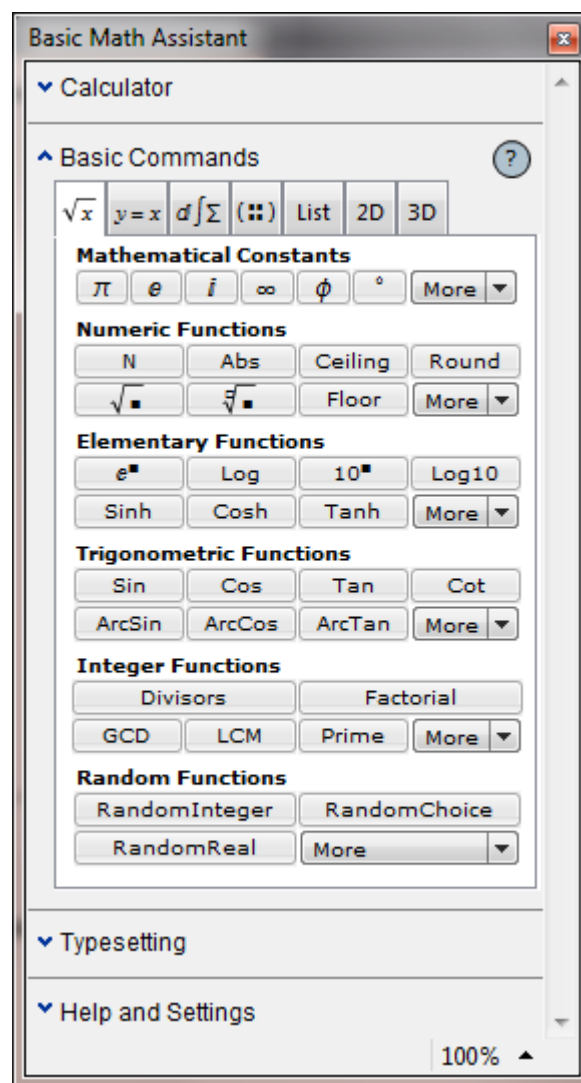 Basic Math Assistant
Calculator
Basic Commands ?
√x y=x d∫Σ (⠿) List 2D 3D
Mathematical Constants
π e i ∞ ϕ ° More
Numeric Functions
N Abs Ceiling Round
√▪ ∛▪ Floor More
Elementary Functions
e▪ Log 10▪ Log10
Sinh Cosh Tanh More
Trigonometric Functions
Sin Cos Tan Cot
ArcSin ArcCos ArcTan More
Integer Functions
Divisors Factorial
GCD LCM Prime More
Random Functions
RandomInteger RandomChoice
RandomReal More
Typesetting
Help and Settings
100%